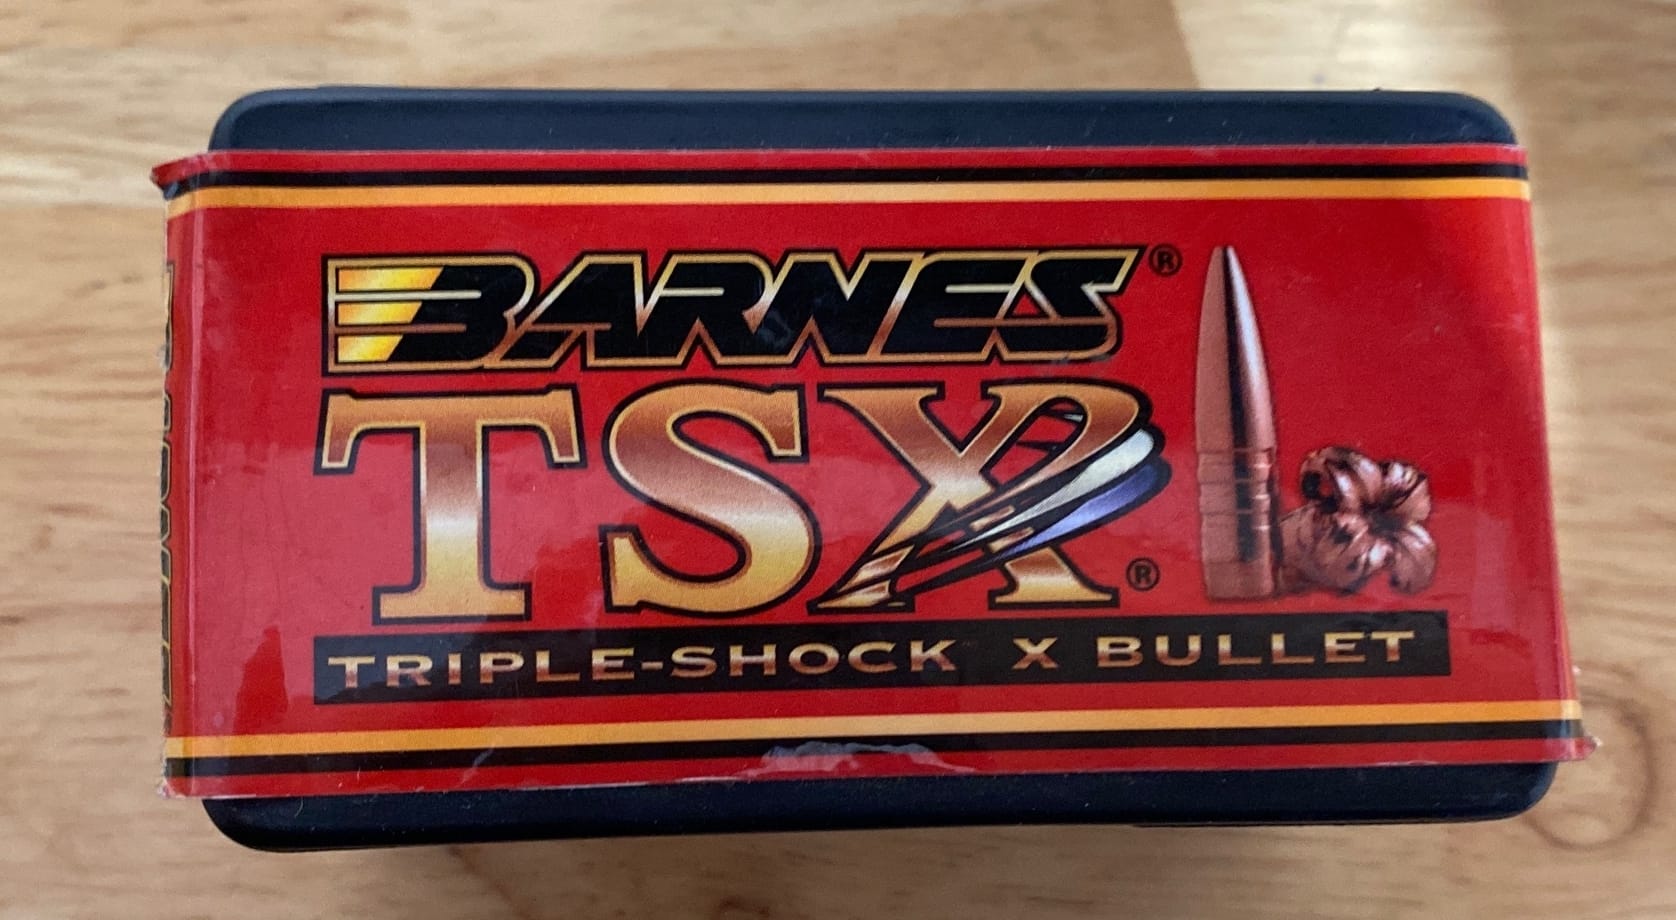 BARNES®
TSX®
TRIPLE-SHOCK X BULLET